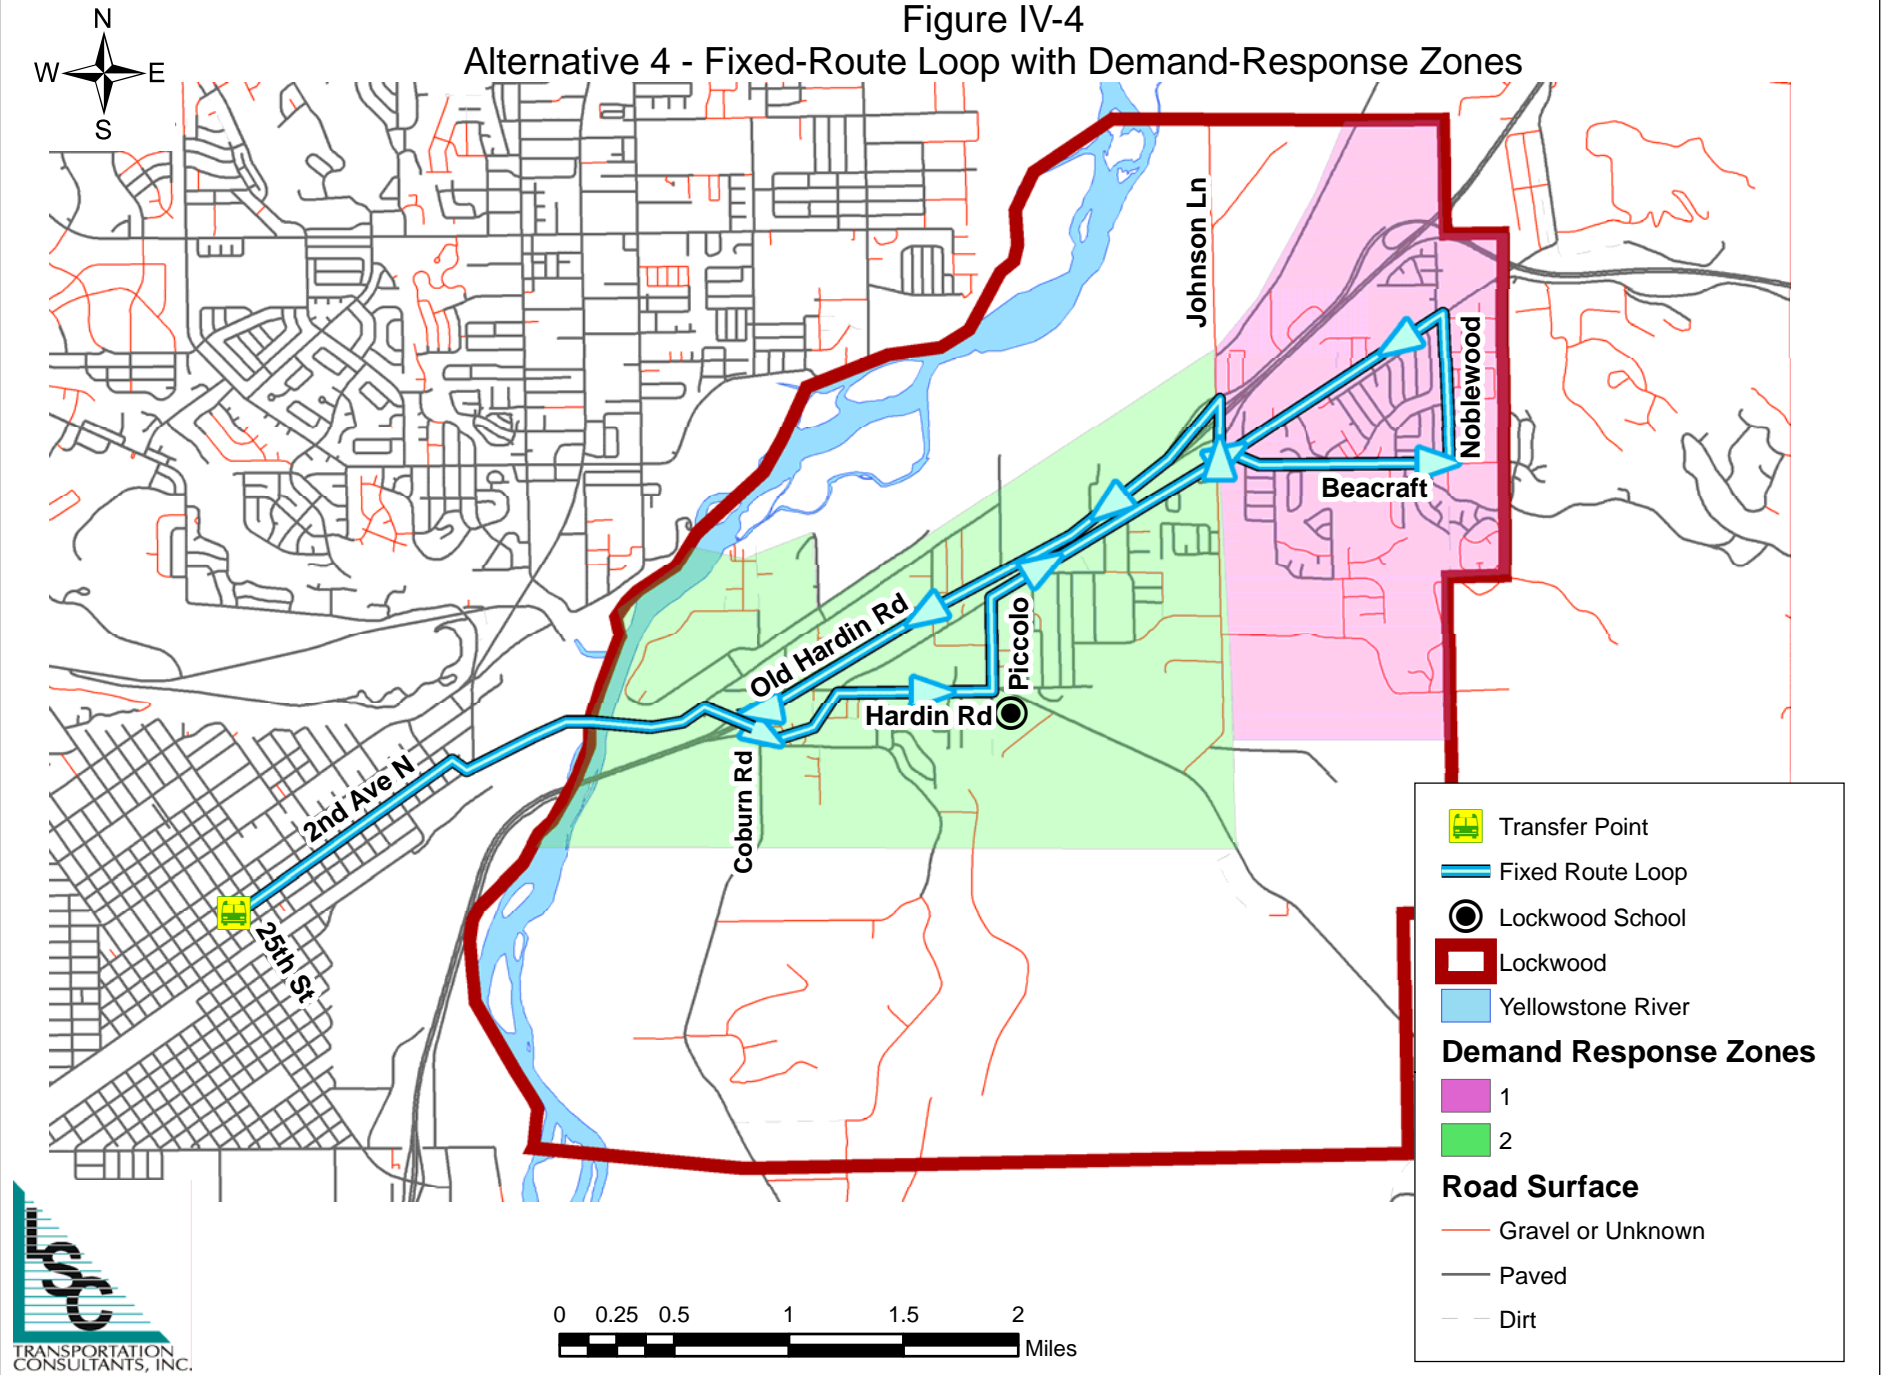 Figure IV-4
Alternative 4 - Fixed-Route Loop with Demand-Response Zones
N
W E
S
Johnson Ln
Noblewood
Beacraft
Old Hardin Rd
Piccolo
Hardin Rd
Coburn Rd
2nd Ave N
25th St
Transfer Point
Fixed Route Loop
Lockwood School
Lockwood
Yellowstone River
Demand Response Zones
1
2
Road Surface
Gravel or Unknown
Paved
Dirt
0 0.25 0.5 1 1.5 2
Miles
LSC
TRANSPORTATION
CONSULTANTS, INC.